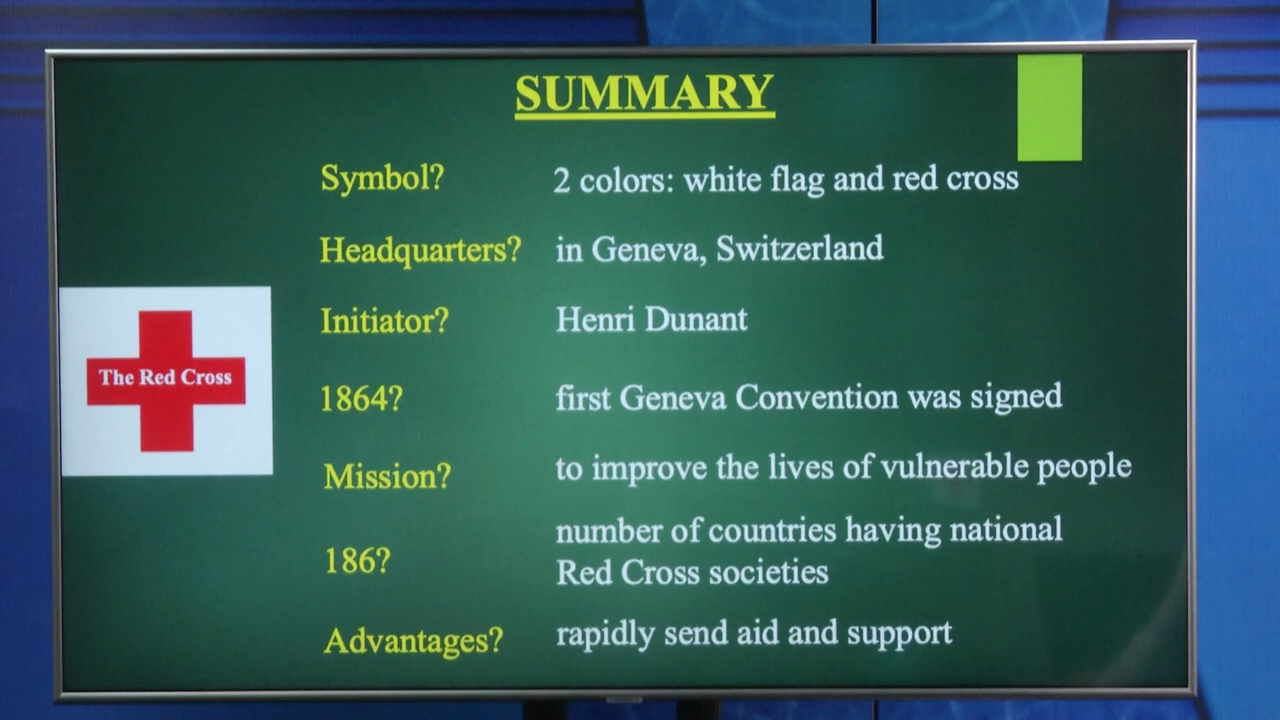 SUMMARY
Symbol? 2 colors: white flag and red cross
Headquarters? in Geneva, Switzerland
Initiator? Henri Dunant
The Red Cross
1864? first Geneva Convention was signed
Mission? to improve the lives of vulnerable people
186? number of countries having national
Red Cross societies
Advantages? rapidly send aid and support